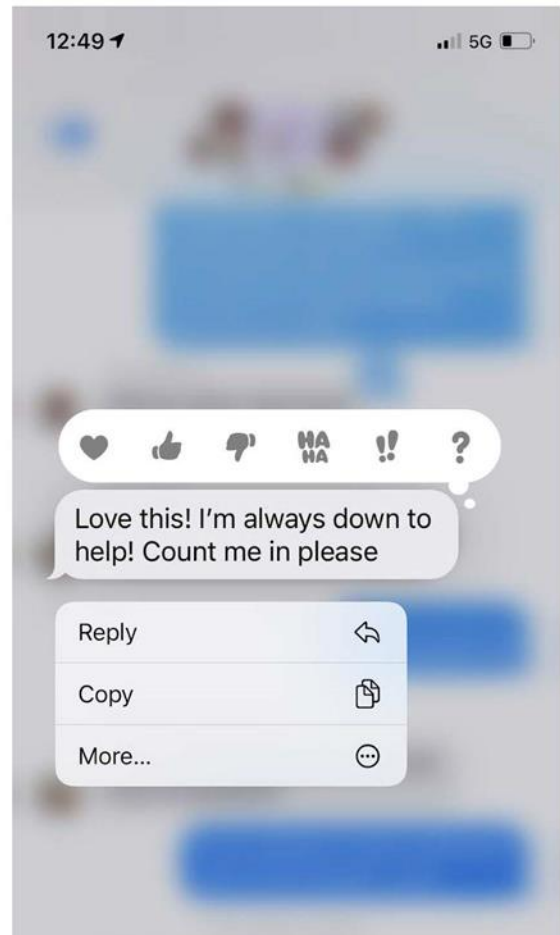 12:49
5G
HA
HA
!!
?
Love this! I'm always down to
help! Count me in please
Reply
Copy
More...